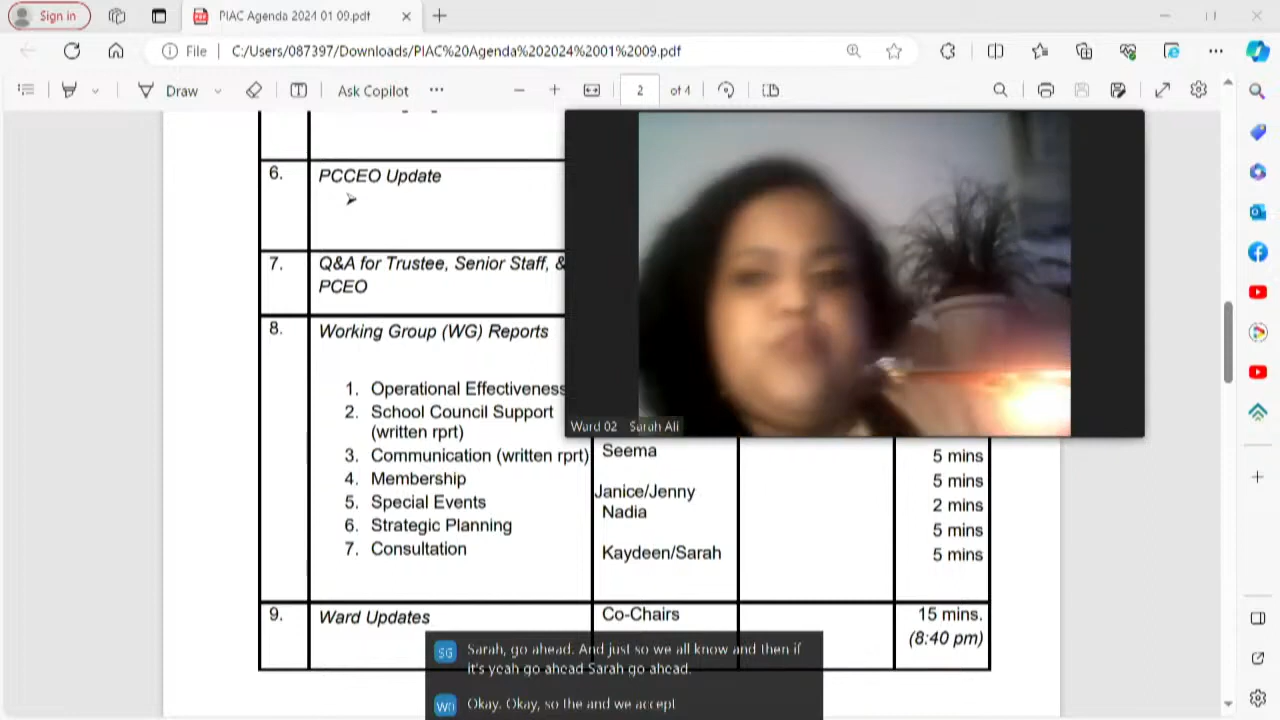 Sign in
PIAC Agenda 2024 01 09.pdf
File
C:/Users/087397/Downloads/PIAC%20Agenda%202024%2001%2009.pdf
Draw
Ask Copilot
2 of 4
6. PCCEO Update
7. Q&A for Trustee, Senior Staff, &
PCEO
8. Working Group (WG) Reports
1. Operational Effectiveness
2. School Council Support
(written rprt)
3. Communication (written rprt) Seema 5 mins
4. Membership 5 mins
Janice/Jenny
5. Special Events Nadia 2 mins
6. Strategic Planning 5 mins
7. Consultation Kaydeen/Sarah 5 mins
9. Ward Updates Co-Chairs 15 mins.
(8:40 pm)
Ward 02 Sarah Ali
SG Sarah, go ahead. And just so we all know and then if
it's yeah go ahead Sarah go ahead.
W0 Okay. Okay, so the and we accept